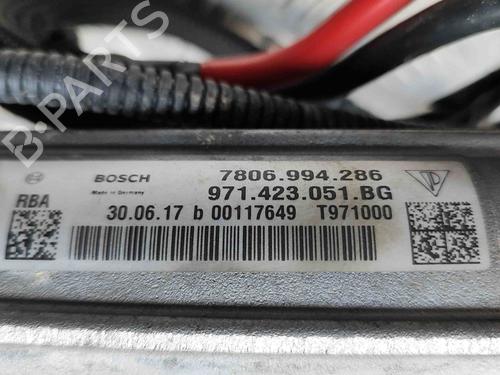 B-PARTS
BOSCH 7806.994.286
Made in Germany 971.423.051.BG
RBA 30.06.17 b 00117649 T971000